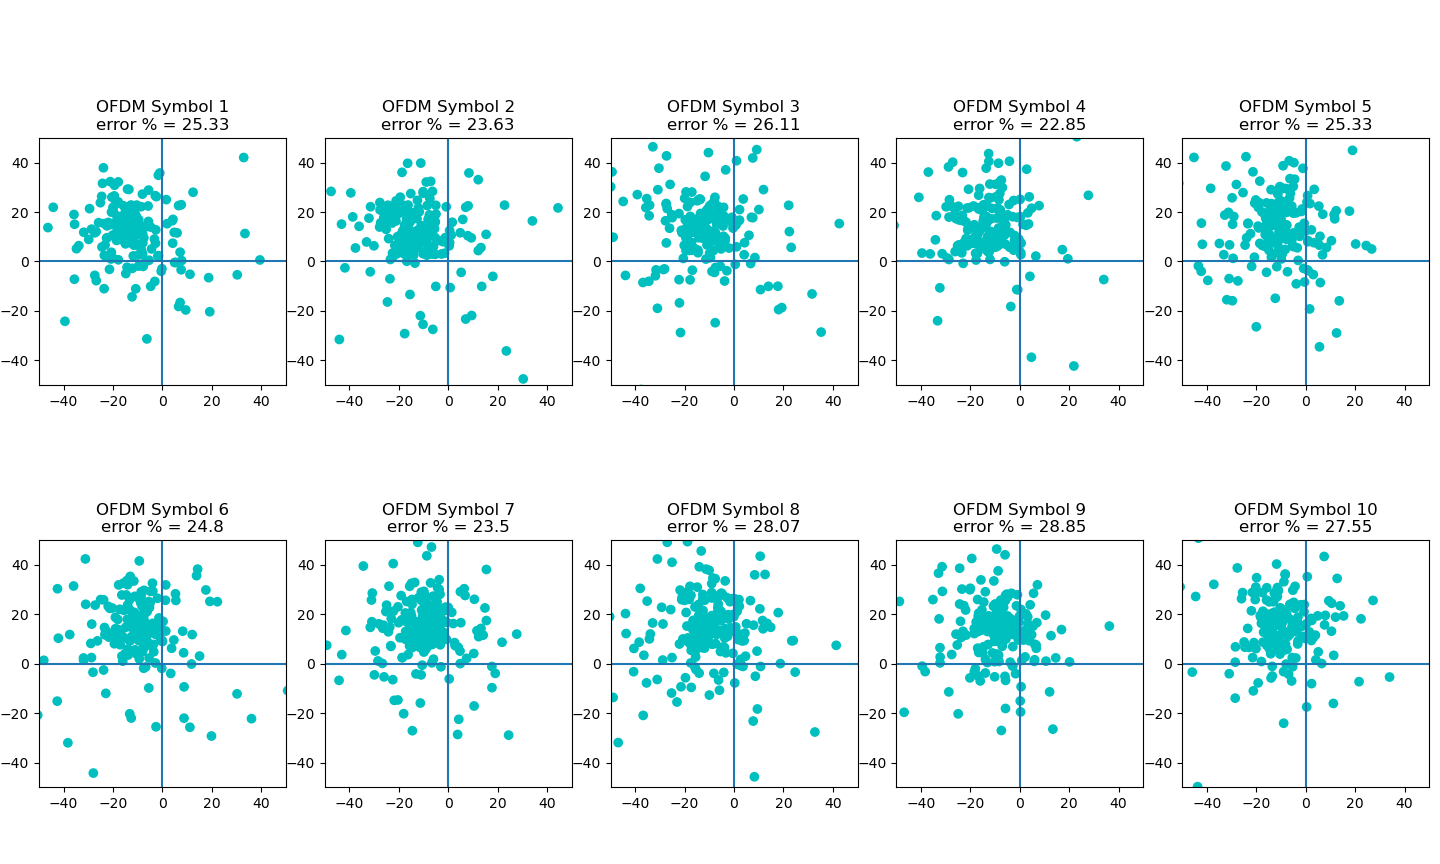 OFDM Symbol 1
error % = 25.33
OFDM Symbol 2
error % = 23.63
OFDM Symbol 3
error % = 26.11
OFDM Symbol 4
error % = 22.85
OFDM Symbol 5
error % = 25.33
40
20
0
−20
−40
−40 −20 0 20 40
40
20
0
−20
−40
−40 −20 0 20 40
40
20
0
−20
−40
−40 −20 0 20 40
40
20
0
−20
−40
−40 −20 0 20 40
40
20
0
−20
−40
−40 −20 0 20 40
OFDM Symbol 6
error % = 24.8
OFDM Symbol 7
error % = 23.5
OFDM Symbol 8
error % = 28.07
OFDM Symbol 9
error % = 28.85
OFDM Symbol 10
error % = 27.55
40
20
0
−20
−40
−40 −20 0 20 40
40
20
0
−20
−40
−40 −20 0 20 40
40
20
0
−20
−40
−40 −20 0 20 40
40
20
0
−20
−40
−40 −20 0 20 40
40
20
0
−20
−40
−40 −20 0 20 40